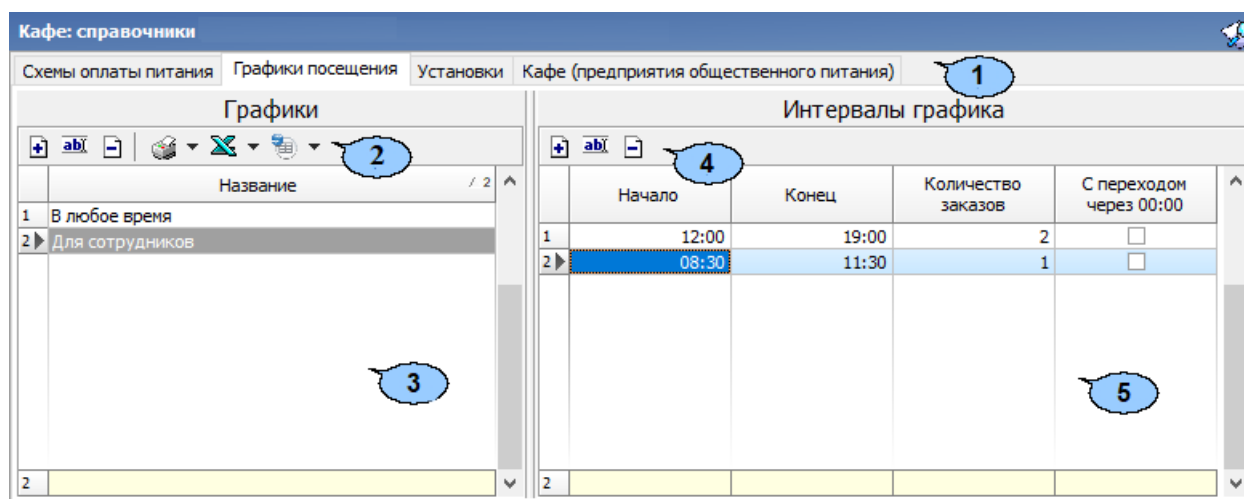 Кафе: справочники
Схемы оплаты питания Графики посещения Установки Кафе (предприятия общественного питания) 1
Графики
Интервалы графика
abI 2
abI 4
Название / 2
Начало Конец Количество заказов С переходом через 00:00
1 В любое время
2 Для сотрудников
1 12:00 19:00 2
2 08:30 11:30 1
3
5
2
2